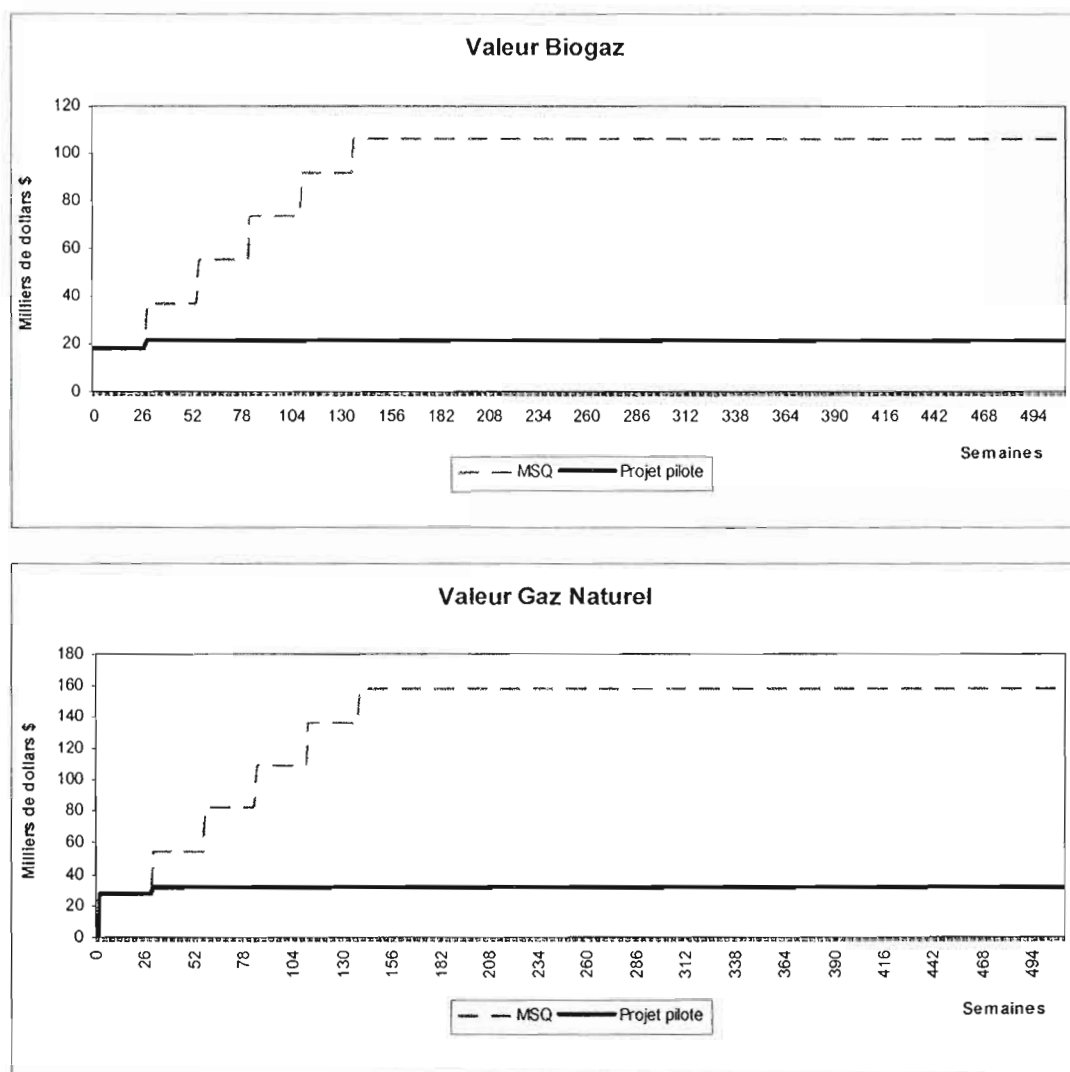 Valeur Biogaz
Milliers de dollars $
120
100
80
60
40
20
0
0 26 52 78 104 130 156 182 208 234 260 286 312 338 364 390 416 442 468 494
Semaines
MSQ Projet pilote
Valeur Gaz Naturel
Milliers de dollars $
180
160
140
120
100
80
60
40
20
0
0 26 52 78 104 130 156 182 208 234 260 286 312 338 364 390 416 442 468 494
Semaines
MSQ Projet pilote